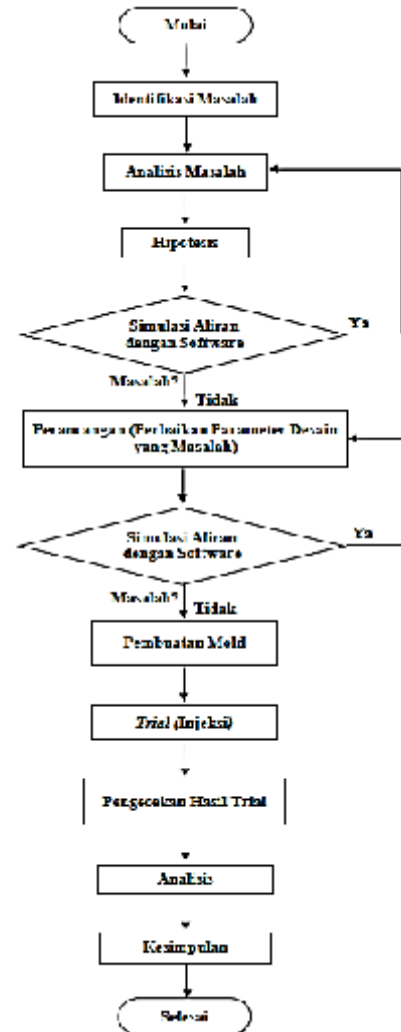 Mulai
Identifikasi Masalah
Analisis Masalah
Hipotesis
Simulasi Aliran
dengan Software
Ya
Masalah?
Tidak
Perancangan (Perbaikan Parameter Desain
yang Masalah)
Simulasi Aliran
dengan Software
Ya
Masalah?
Tidak
Pembuatan Mold
Trial (Injeksi)
Pengecekan Hasil Trial
Analisis
Kesimpulan
Selesai